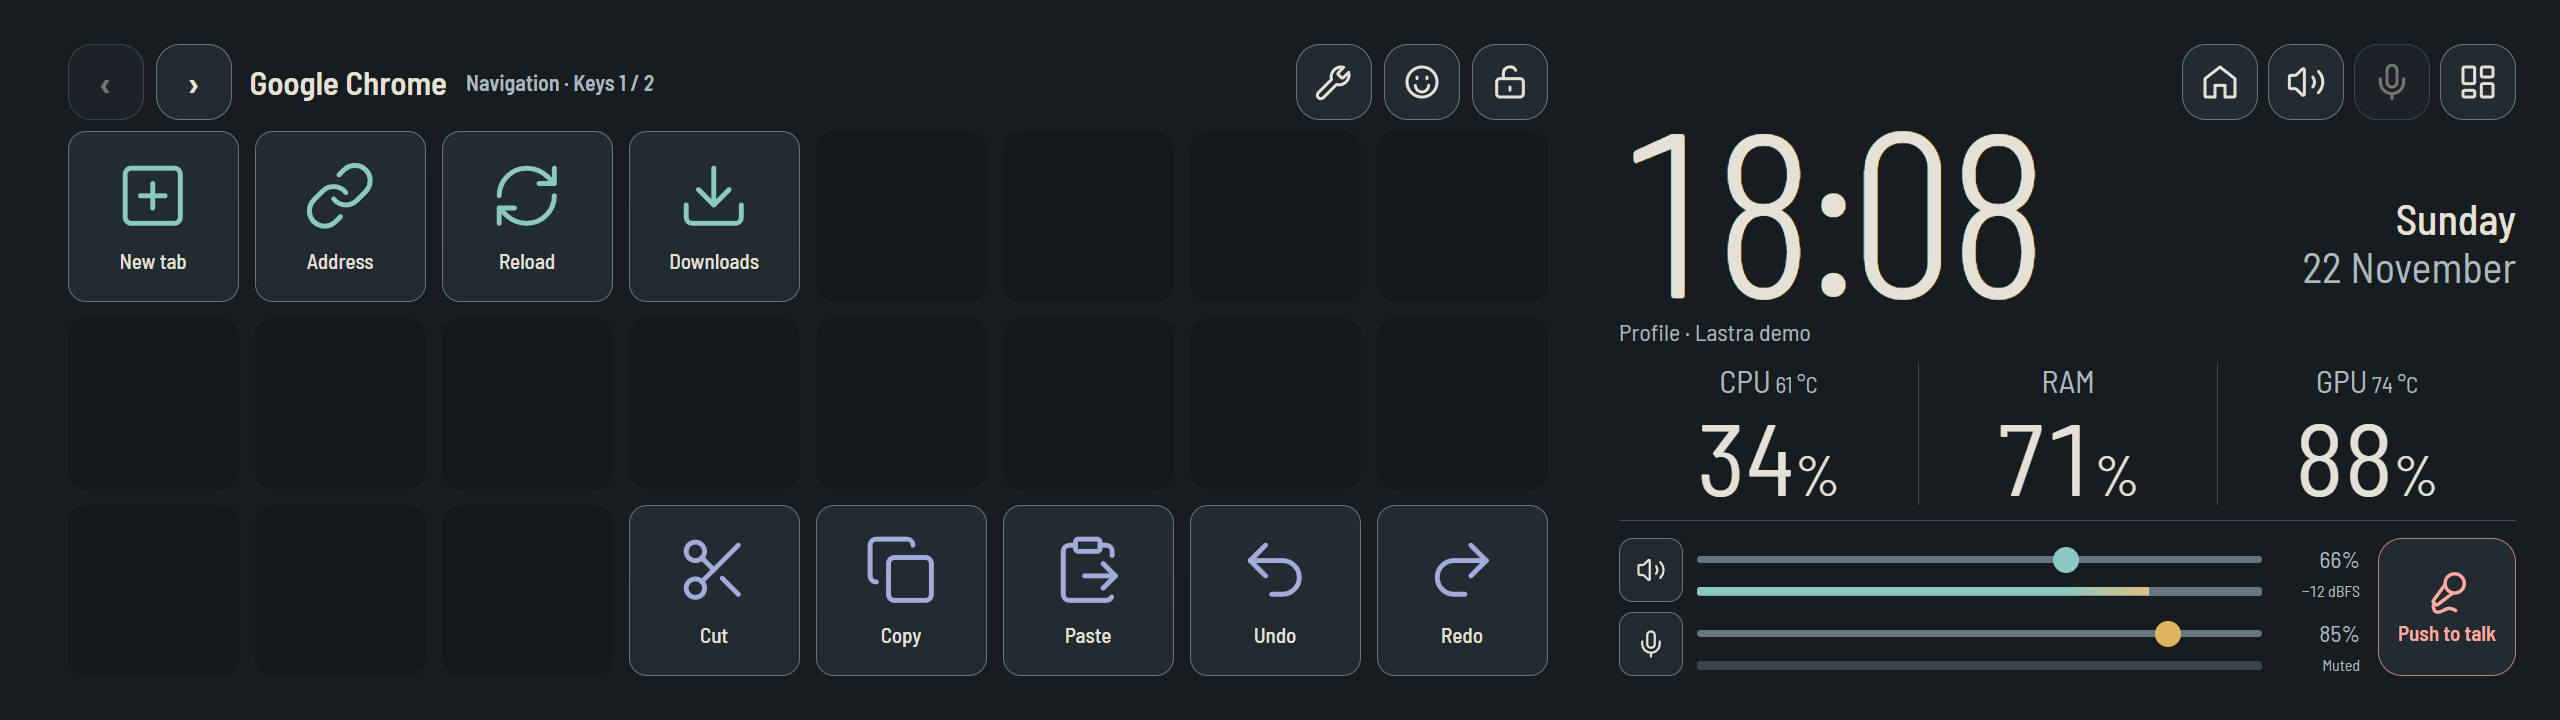 ‹ › Google Chrome Navigation · Keys 1 / 2
New tab Address Reload Downloads
Cut Copy Paste Undo Redo
18:08
Sunday
22 November
Profile · Lastra demo
CPU 61 °C RAM GPU 74 °C
34% 71% 88%
66%
−12 dBFS
85%
Muted
Push to talk